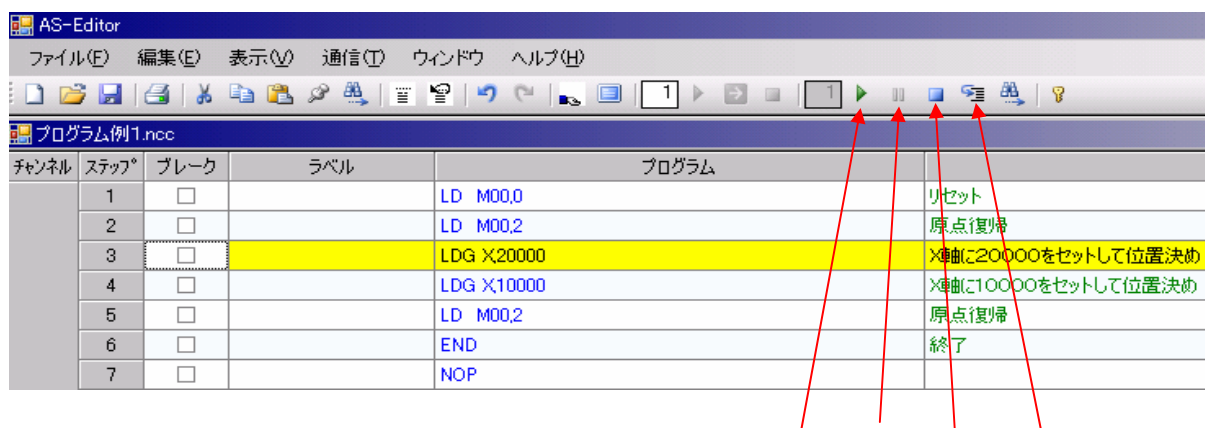 AS-Editor
ファイル(F) 編集(E) 表示(V) 通信(T) ウィンドウ ヘルプ(H)
1 1
プログラム例1.ncc
チャンネル ステップ ブレーク ラベル プログラム
1 LD M00,0 リセット
2 LD M00,2 原点復帰
3 LDG X,20000 X軸に20000をセットして位置決め
4 LDG X,10000 X軸に10000をセットして位置決め
5 LD M00,2 原点復帰
6 END 終了
7 NOP